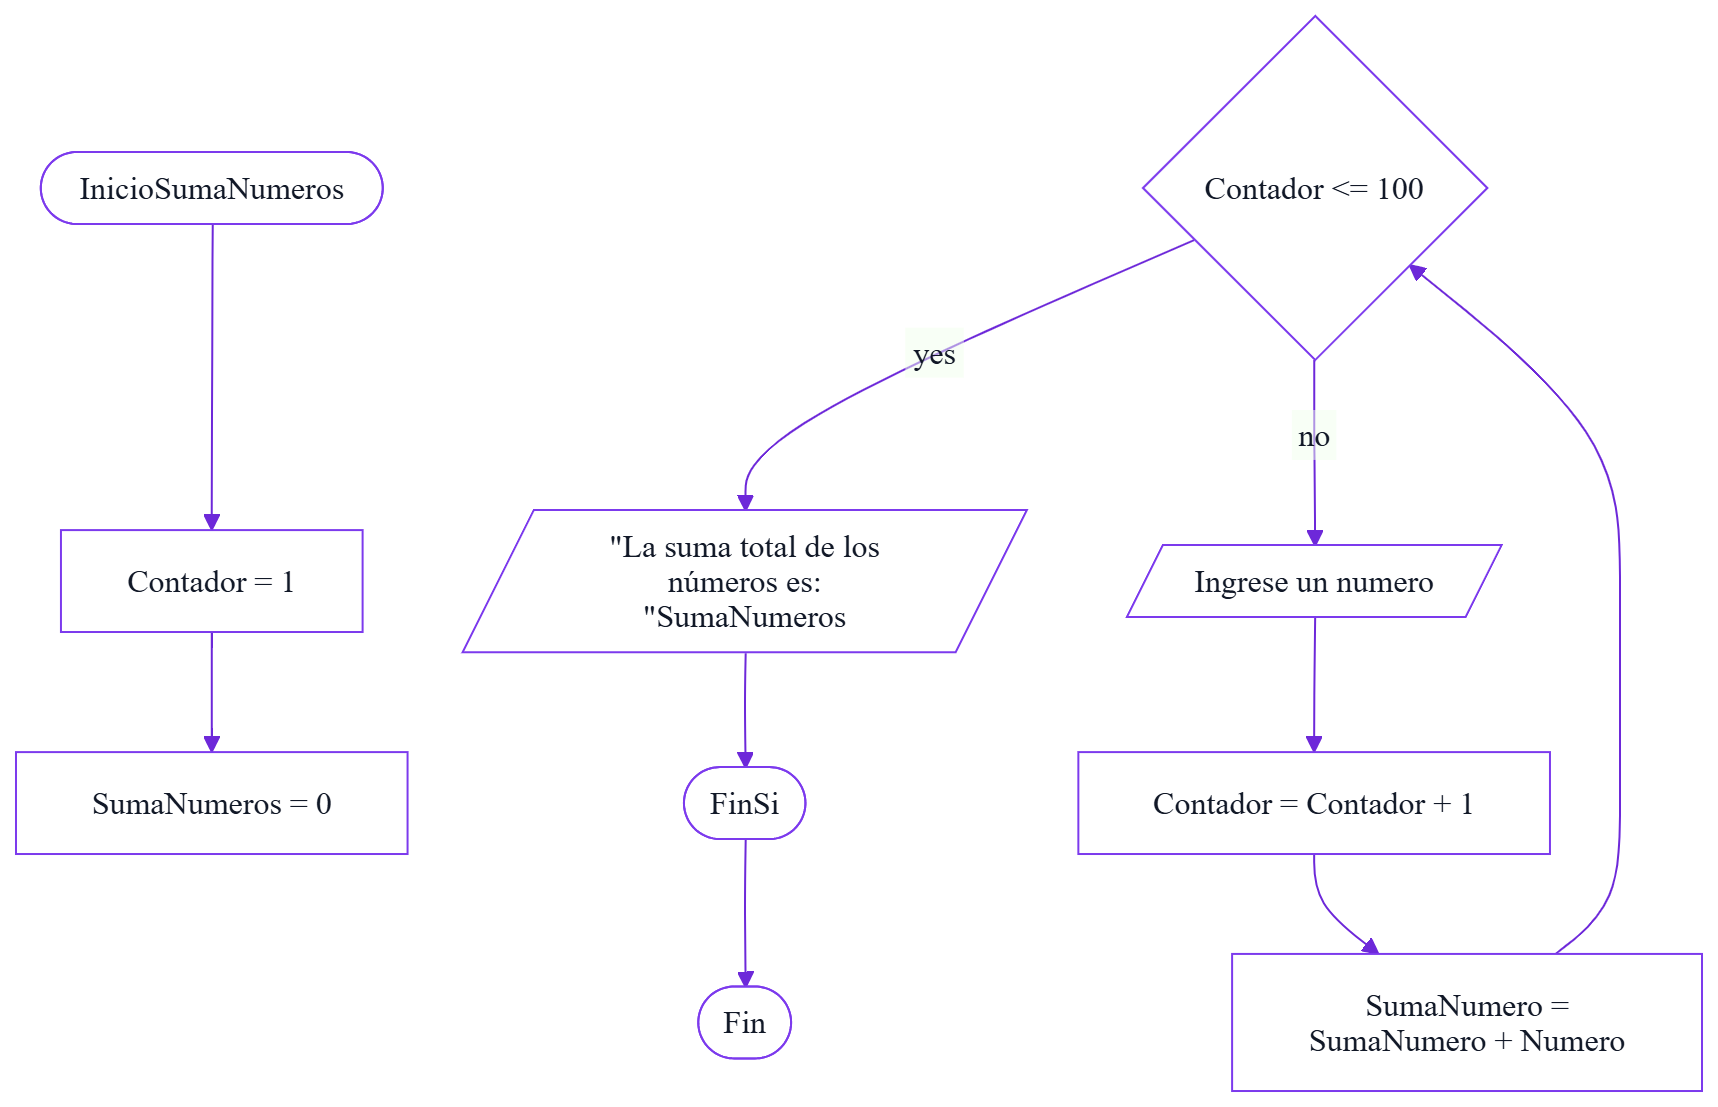 InicioSumaNumeros
Contador = 1
SumaNumeros = 0
Contador <= 100
yes
no
"La suma total de los
números es:
"SumaNumeros
FinSi
Fin
Ingrese un numero
Contador = Contador + 1
SumaNumero =
SumaNumero + Numero